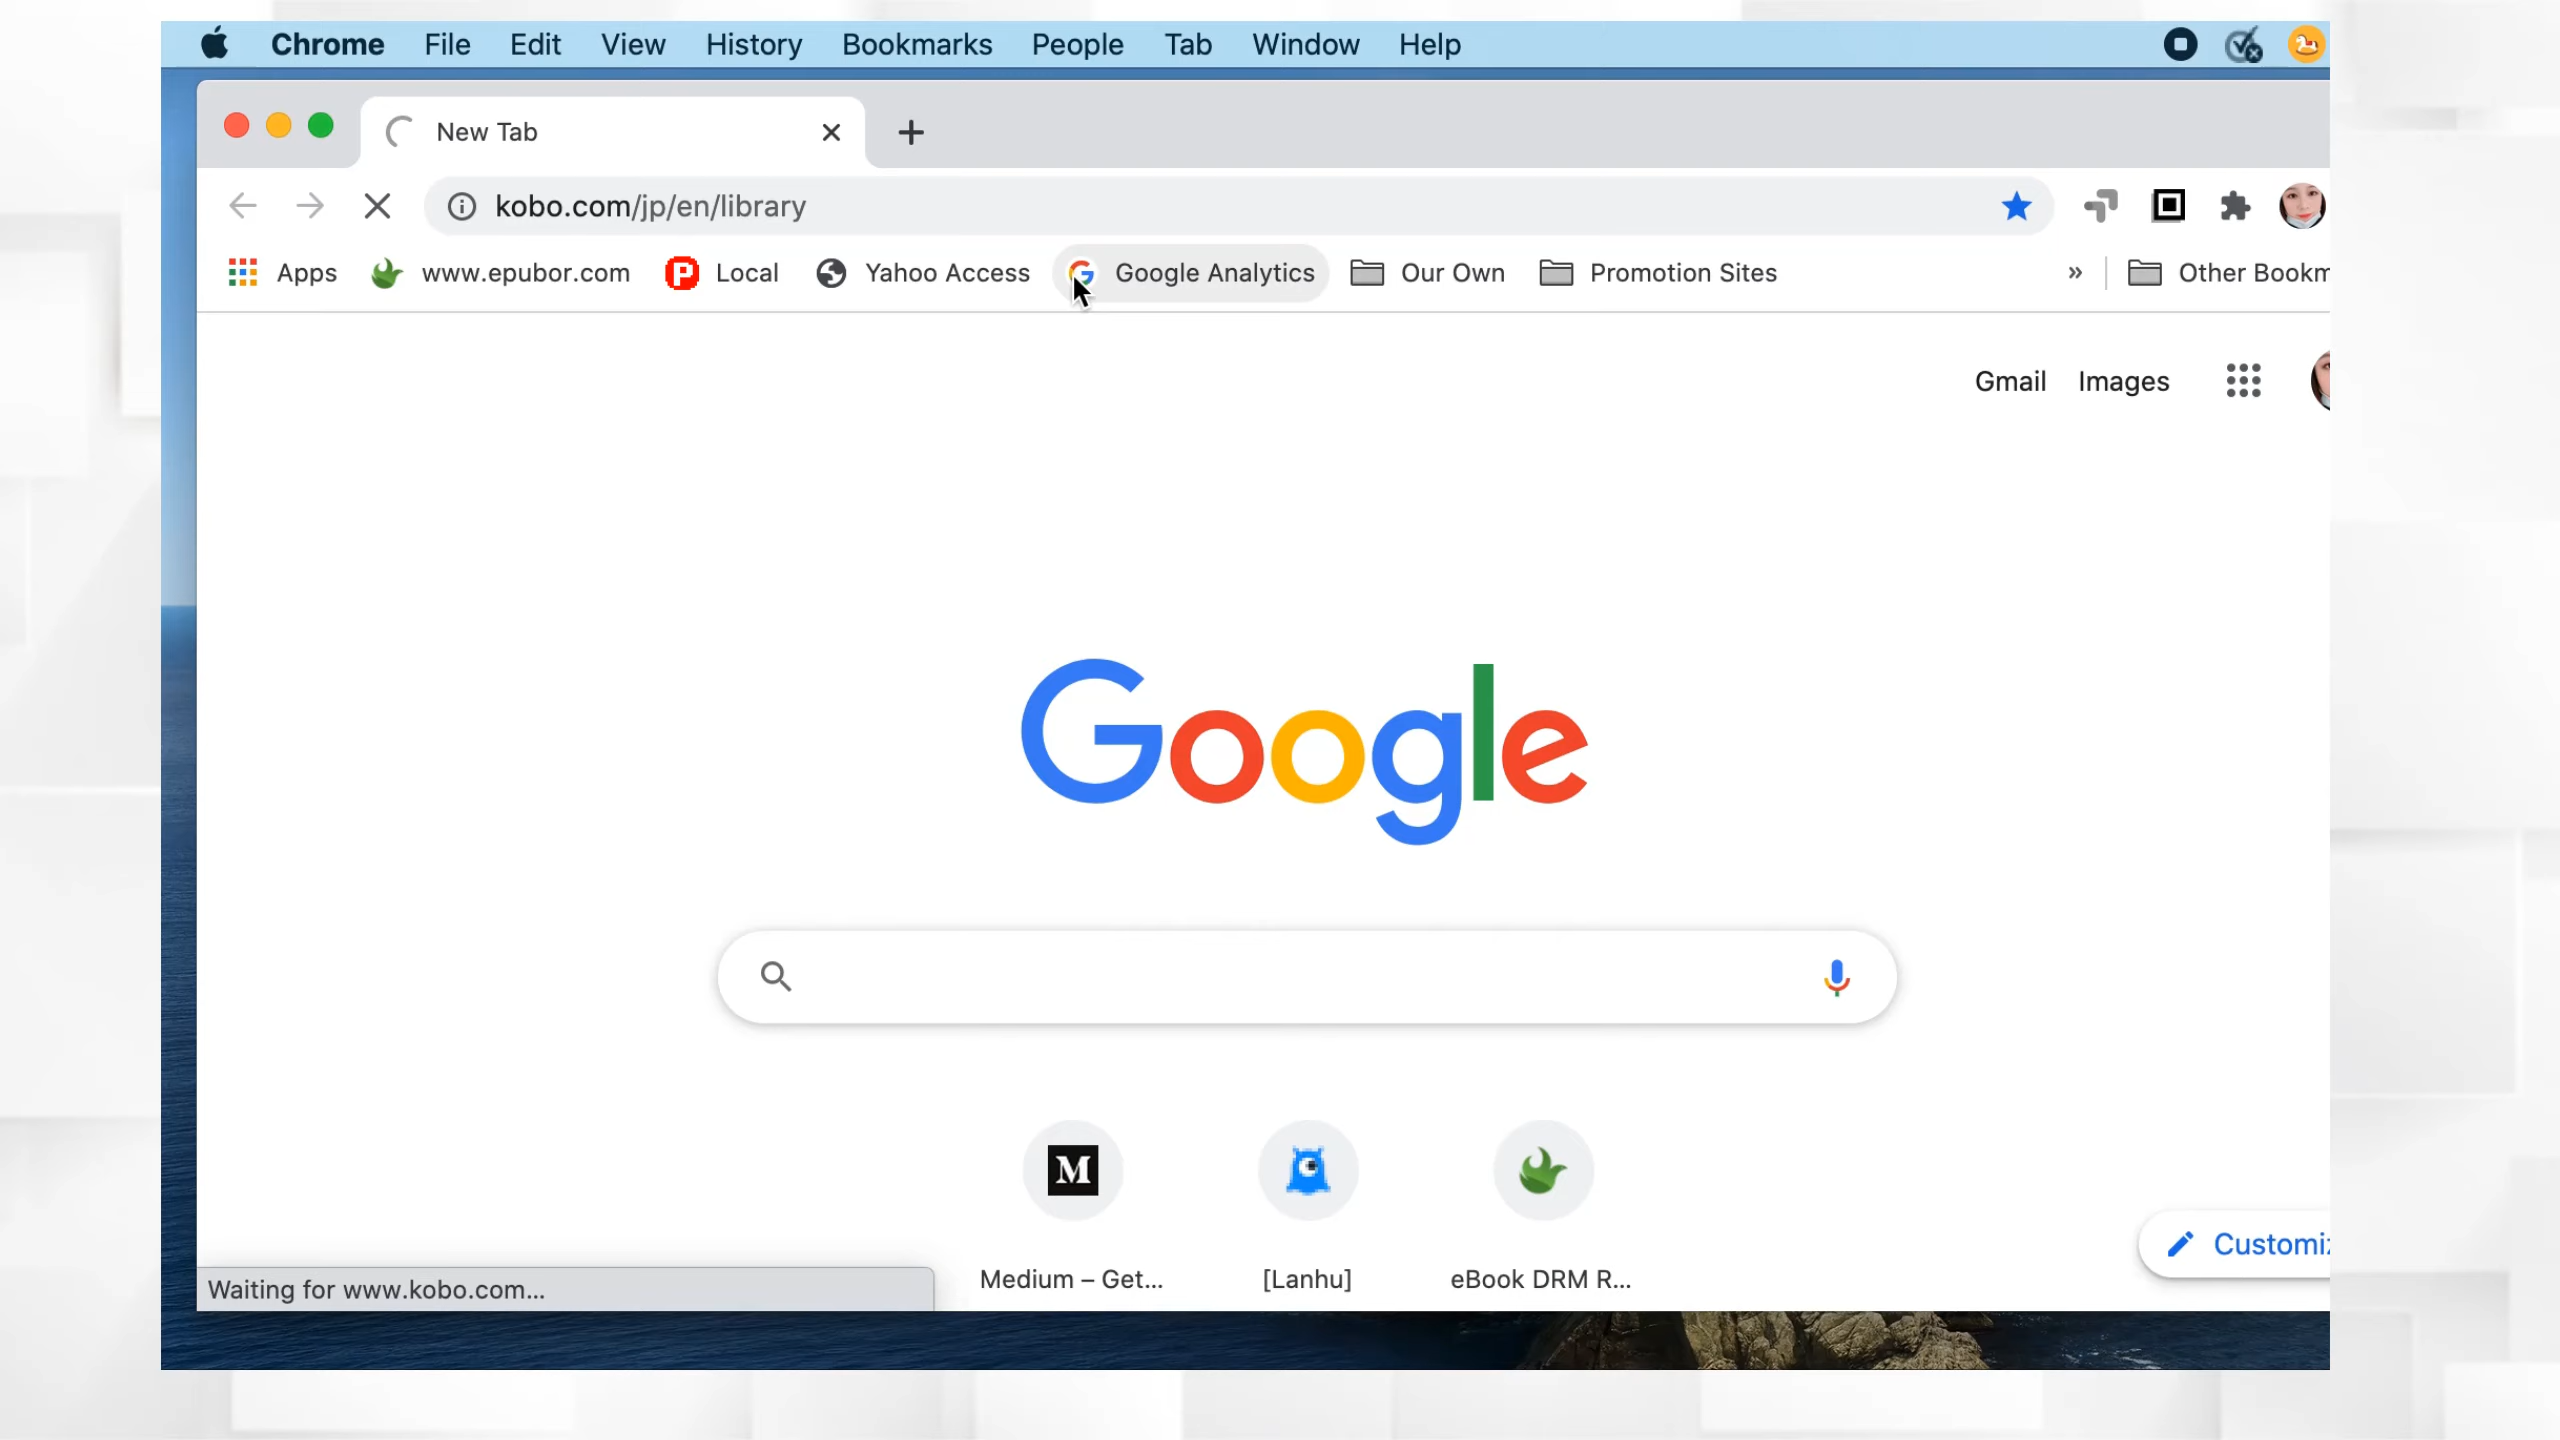 Chrome File Edit View History Bookmarks People Tab Window Help
New Tab
kobo.com/jp/en/library
Apps www.epubor.com P Local Yahoo Access G Google Analytics Our Own Promotion Sites » Other Bookm
Gmail Images
Google
M
Medium – Get... [Lanhu] eBook DRM R...
Customiz
Waiting for www.kobo.com...